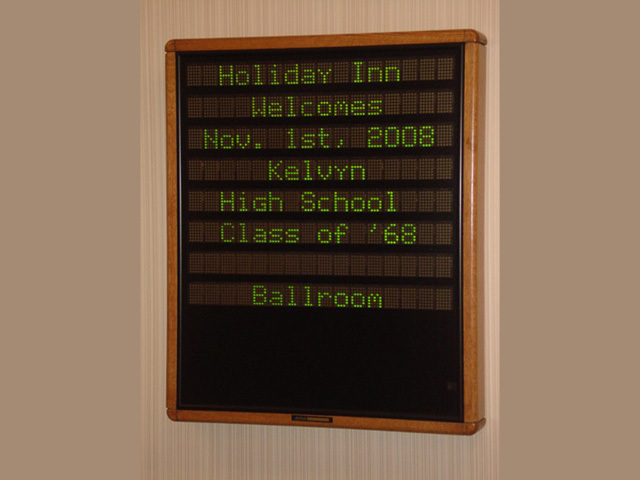 Holiday Inn
Welcomes
Nov. 1st, 2008
Kelvyn
High School
Class of '68
Ballroom